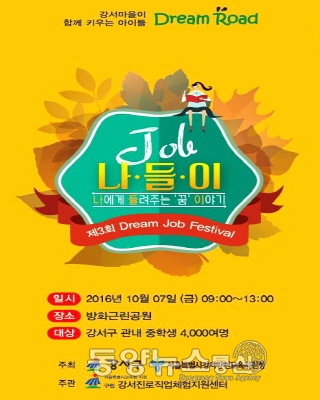 강서마을이
함께 키우는 아이들
Dream Road
Job
나·들·이
나에게 들려주는 '꿈' 이야기
제3회 Dream Job Festival
일시 2016년 10월 07일 (금) 09:00~13:00
장소 방화근린공원
대상 강서구 관내 중학생 4,000여명
주최
동양뉴스통신
주관 구립 강서진로직업체험지원센터